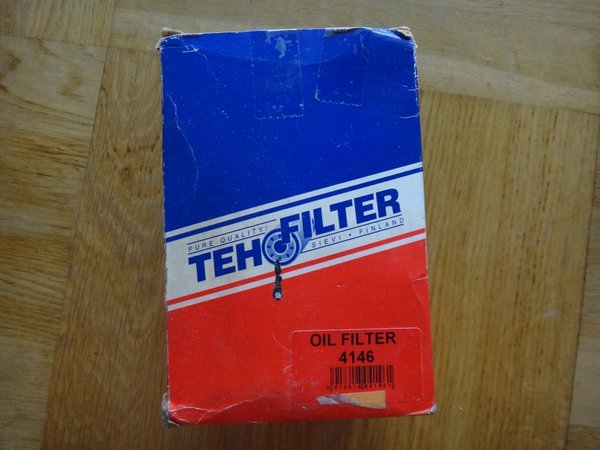 PURE QUALITY!
TEHOFILTER
SIEVI • FINLAND
OIL FILTER
4146